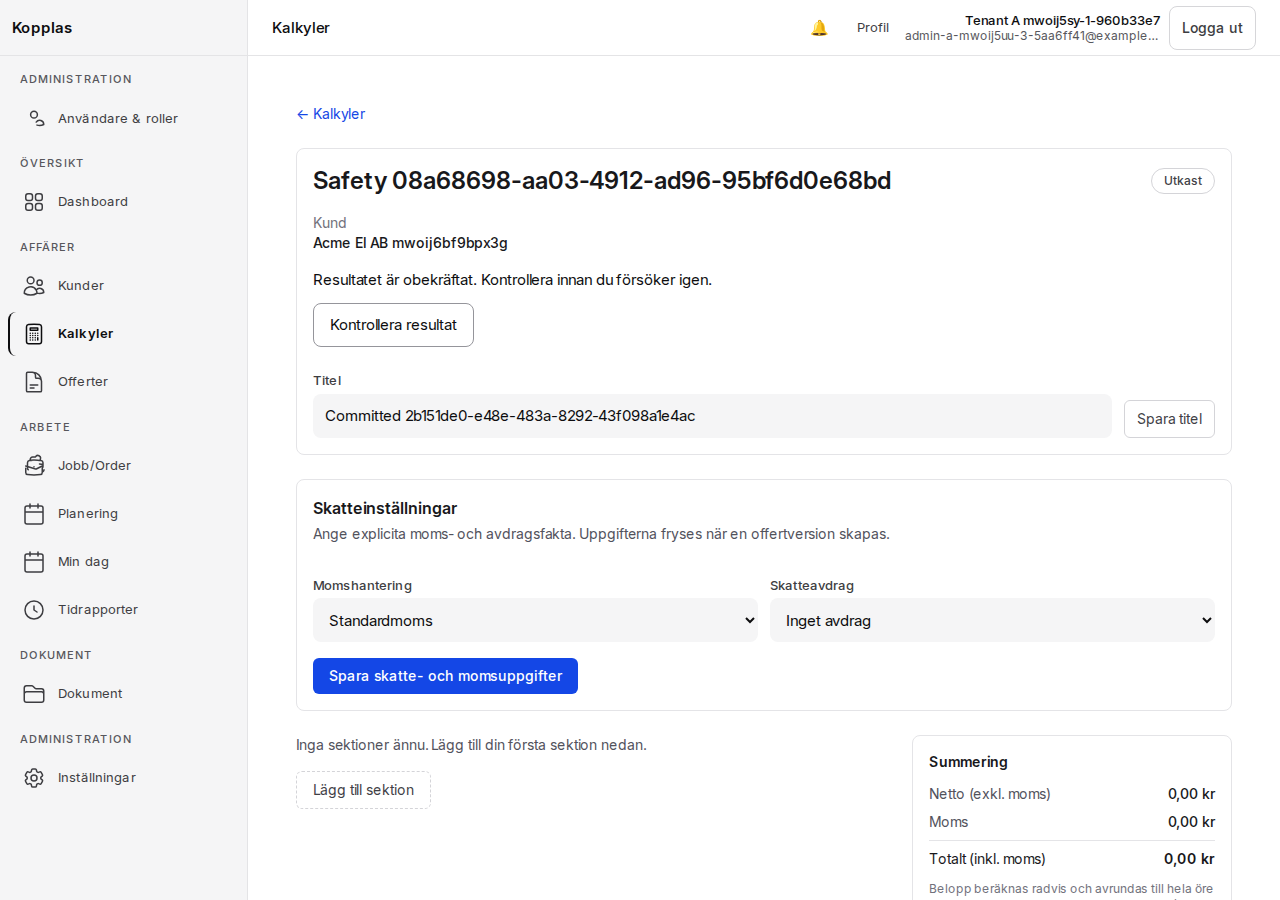 Kopplas
Kalkyler
Profil
Tenant A mwoij5sy-1-960b33e7
admin-a-mwoij5uu-3-5aa6ff41@example...
Logga ut
ADMINISTRATION
Användare & roller
ÖVERSIKT
Dashboard
AFFÄRER
Kunder
Kalkyler
Offerter
ARBETE
Jobb/Order
Planering
Min dag
Tidrapporter
DOKUMENT
Dokument
ADMINISTRATION
Inställningar
← Kalkyler
Safety 08a68698-aa03-4912-ad96-95bf6d0e68bd
Utkast
Kund
Acme El AB mwoij6bf9bpx3g
Resultatet är obekräftat. Kontrollera innan du försöker igen.
Kontrollera resultat
Titel
Committed 2b151de0-e48e-483a-8292-43f098a1e4ac
Spara titel
Skatteinställningar
Ange explicita moms- och avdragsfakta. Uppgifterna fryses när en offertversion skapas.
Momshantering
Skatteavdrag
Standardmoms
Inget avdrag
Spara skatte- och momsuppgifter
Inga sektioner ännu. Lägg till din första sektion nedan.
Lägg till sektion
Summering
Netto (exkl. moms) 0,00 kr
Moms 0,00 kr
Totalt (inkl. moms) 0,00 kr
Belopp beräknas radvis och avrundas till hela öre